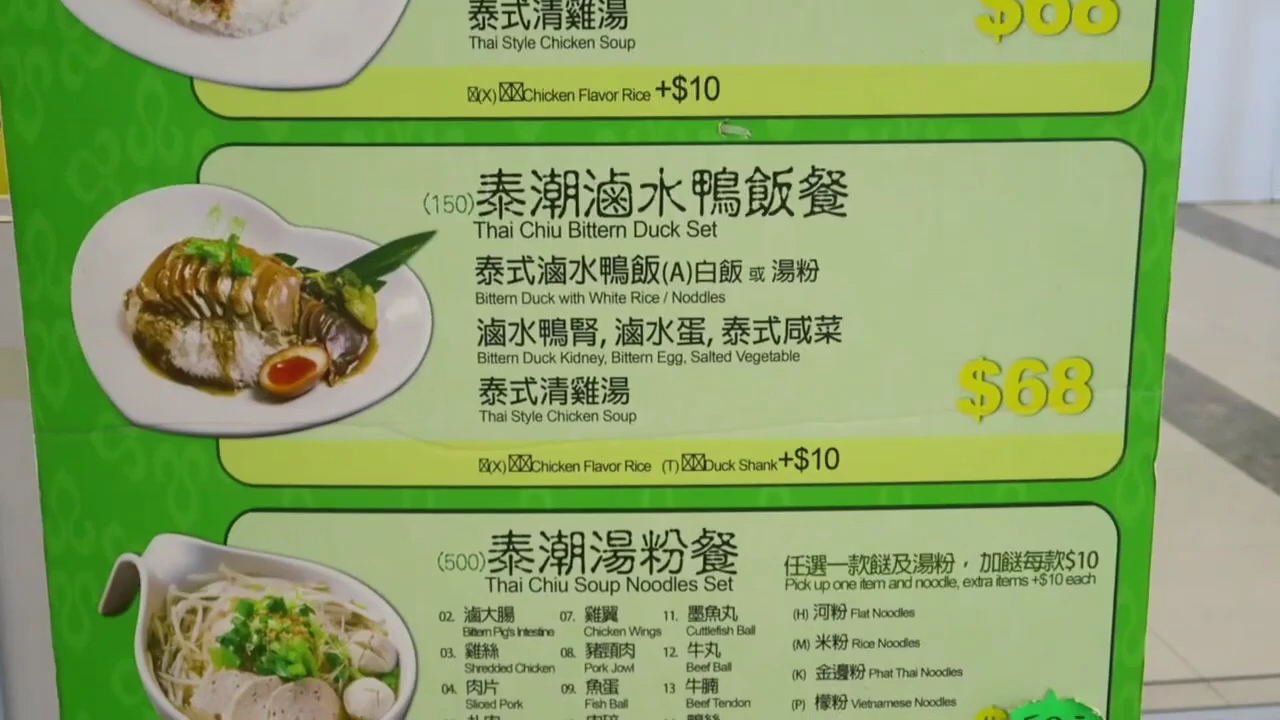 泰式清雞湯
Thai Style Chicken Soup
$68
(X) Chicken Flavor Rice +$10
(150)泰潮滷水鴨飯餐
Thai Chiu Bittern Duck Set
泰式滷水鴨飯(A)白飯 或 湯粉
Bittern Duck with White Rice / Noddles
滷水鴨腎, 滷水蛋, 泰式咸菜
Bittern Duck Kidney, Bittern Egg, Salted Vegetable
泰式清雞湯
Thai Style Chicken Soup
$68
(X) Chicken Flavor Rice (T) Duck Shank+$10
(500)泰潮湯粉餐
Thai Chiu Soup Noodles Set
任選一款餸及湯粉， 加餸每款$10
Pick up one item and noodle, extra items +$10 each
02. 滷大腸 07. 雞翼 11. 墨魚丸
Bittern Pig's Intestine Chicken Wings Cuttlefish Ball
(H) 河粉 Flat Noodles
03. 雞絲 08. 豬頸肉 12. 牛丸
Shredded Chicken Pork Jowl Beef Ball
(M) 米粉 Rice Noodles
04. 肉片 09. 魚蛋 13 牛腩
Sliced Pork Fish Ball Beef Tendon
(K) 金邊粉 Phat Thai Noodles
(P) 檬粉 Vietnamese Noodles